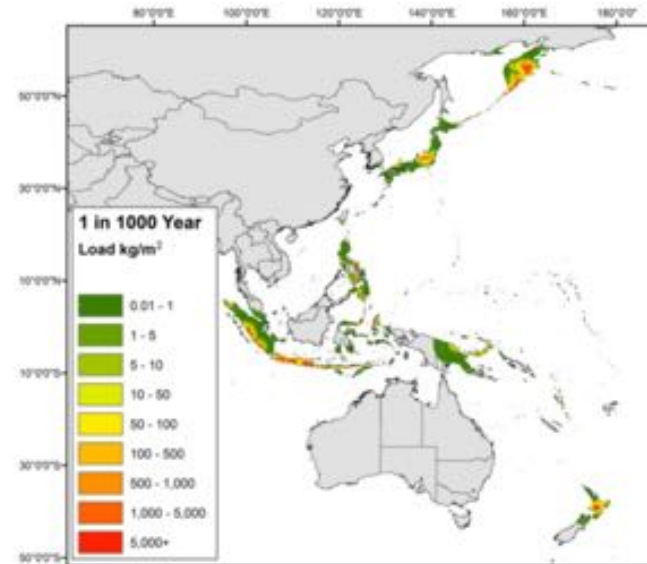 80°0'0"E 100°0'0"E 120°0'0"E 140°0'0"E 160°0'0"E 180°0'0"
50°0'0"N
30°0'0"N
10°0'0"N
10°0'0"S
30°0'0"S
50°0'0"S
1 in 1000 Year
Load kg/m²
0.01 - 1
1 - 5
5 - 10
10 - 50
50 - 100
100 - 500
500 - 1,000
1,000 - 5,000
5,000+